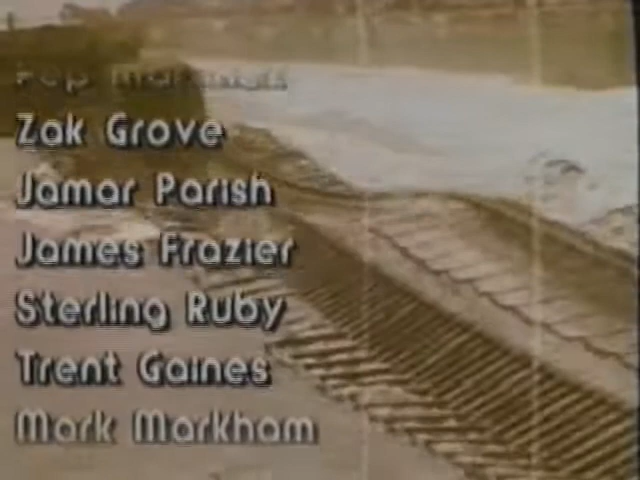 Zak Grove
Jamar Parish
James Frazier
Sterling Ruby
Trent Gaines
Mark Markham